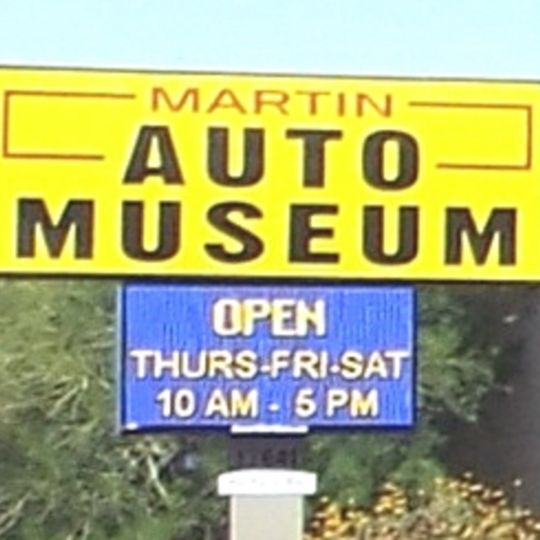 MARTIN
AUTO
MUSEUM
OPEN
THURS-FRI-SAT
10 AM - 5 PM